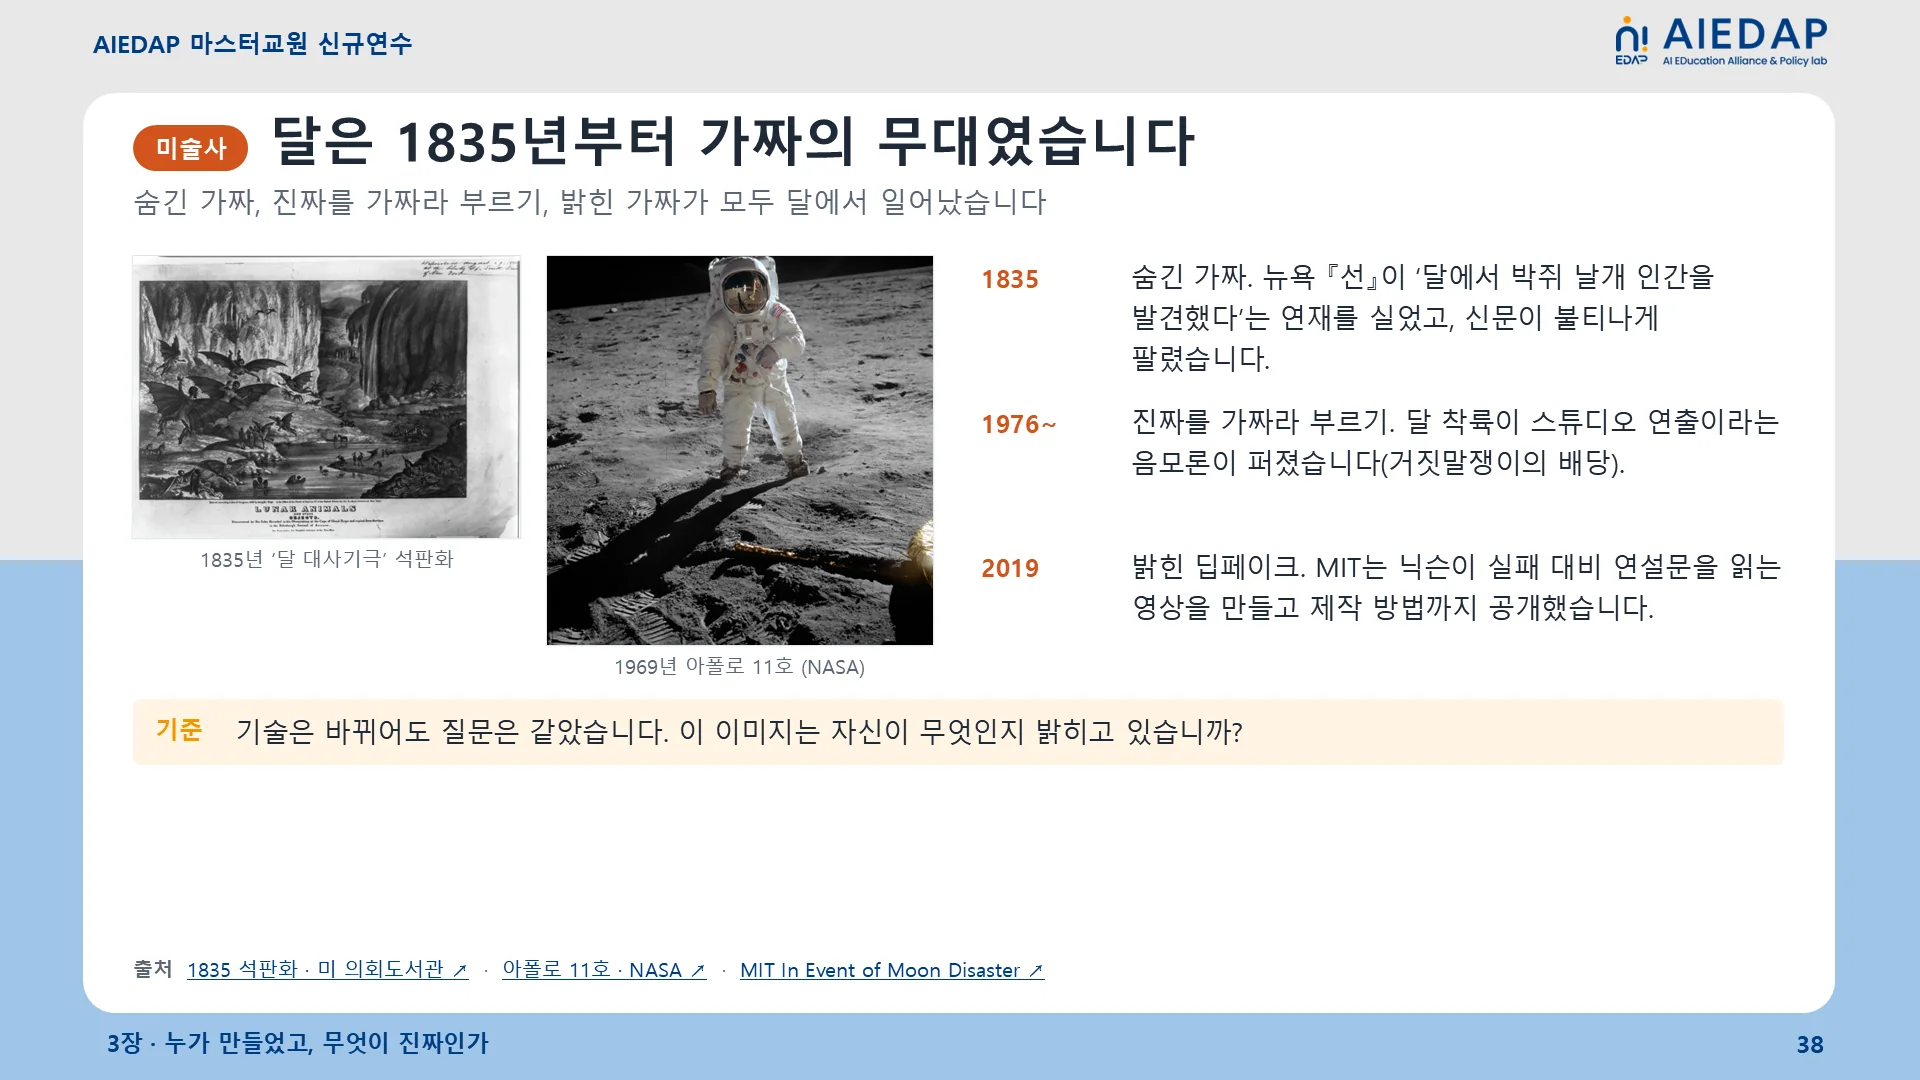 AIEDAP 마스터교원 신규연수
AIEDAP
EDAP
AI EDucation Alliance & Policy lab
미술사
달은 1835년부터 가짜의 무대였습니다
숨긴 가짜, 진짜를 가짜라 부르기, 밝힌 가짜가 모두 달에서 일어났습니다
LUNAR ANIMALS
OBJECTS.
1835년 ‘달 대사기극’ 석판화
1969년 아폴로 11호 (NASA)
1835
숨긴 가짜. 뉴욕 『선』이 ‘달에서 박쥐 날개 인간을
발견했다’는 연재를 실었고, 신문이 불티나게
팔렸습니다.
1976~
진짜를 가짜라 부르기. 달 착륙이 스튜디오 연출이라는
음모론이 퍼졌습니다(거짓말쟁이의 배당).
2019
밝힌 딥페이크. MIT는 닉슨이 실패 대비 연설문을 읽는
영상을 만들고 제작 방법까지 공개했습니다.
기준 기술은 바뀌어도 질문은 같았습니다. 이 이미지는 자신이 무엇인지 밝히고 있습니까?
출처 1835 석판화 · 미 의회도서관 ↗ · 아폴로 11호 · NASA ↗ · MIT In Event of Moon Disaster ↗
3장 · 누가 만들었고, 무엇이 진짜인가
38